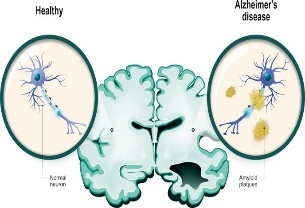 Healthy
Alzheimer's
disease
Normal
neuron
Amyloid
plaques